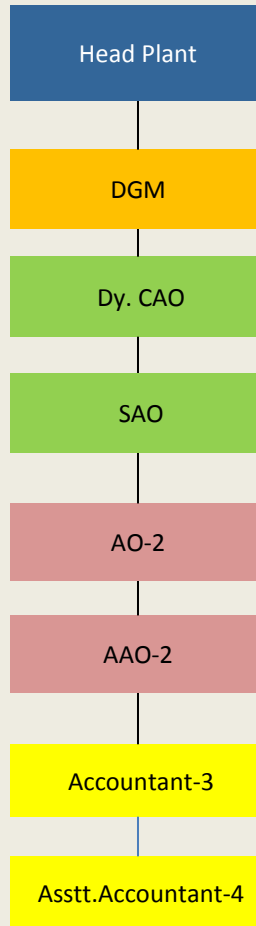 Head Plant
DGM
Dy. CAO
SAO
AO-2
AAO-2
Accountant-3
Asstt.Accountant-4